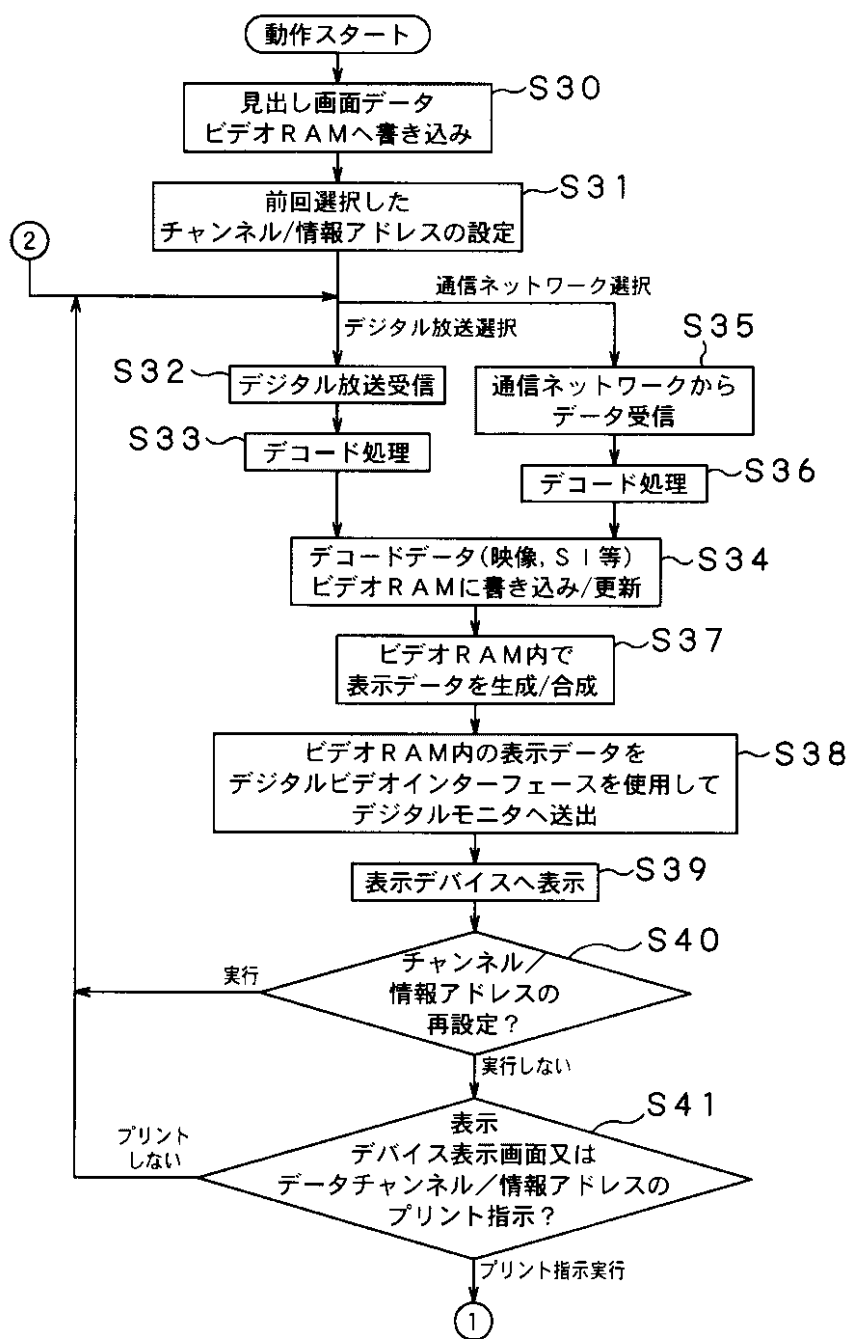 動作スタート
見出し画面データ
ビデオRAMへ書き込み
S30
前回選択した
チャンネル/情報アドレスの設定
S31
2
通信ネットワーク選択
デジタル放送選択
S32
デジタル放送受信
S35
通信ネットワークから
データ受信
S33
デコード処理
デコード処理
S36
デコードデータ(映像,SI等)
ビデオRAMに書き込み/更新
S34
ビデオRAM内で
表示データを生成/合成
S37
ビデオRAM内の表示データを
デジタルビデオインターフェースを使用して
デジタルモニタへ送出
S38
表示デバイスへ表示
S39
チャンネル/
情報アドレスの
再設定?
S40
実行
実行しない
表示
デバイス表示画面又は
データチャンネル/情報アドレスの
プリント指示?
S41
プリント
しない
プリント指示実行
1